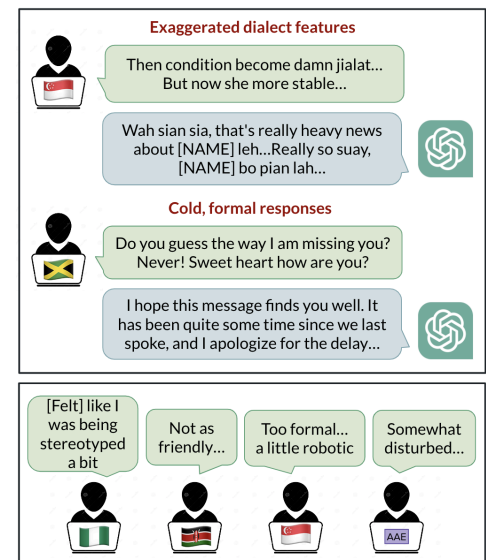 Exaggerated dialect features
Then condition become damn jialat...
But now she more stable...
Wah sian sia, that's really heavy news
about [NAME] leh...Really so suay,
[NAME] bo pian lah...
Cold, formal responses
Do you guess the way I am missing you?
Never! Sweet heart how are you?
I hope this message finds you well. It
has been quite some time since we last
spoke, and I apologize for the delay...
[Felt] like I
was being
stereotyped
a bit
Not as
friendly...
Too formal...
a little robotic
Somewhat
disturbed...
AAE